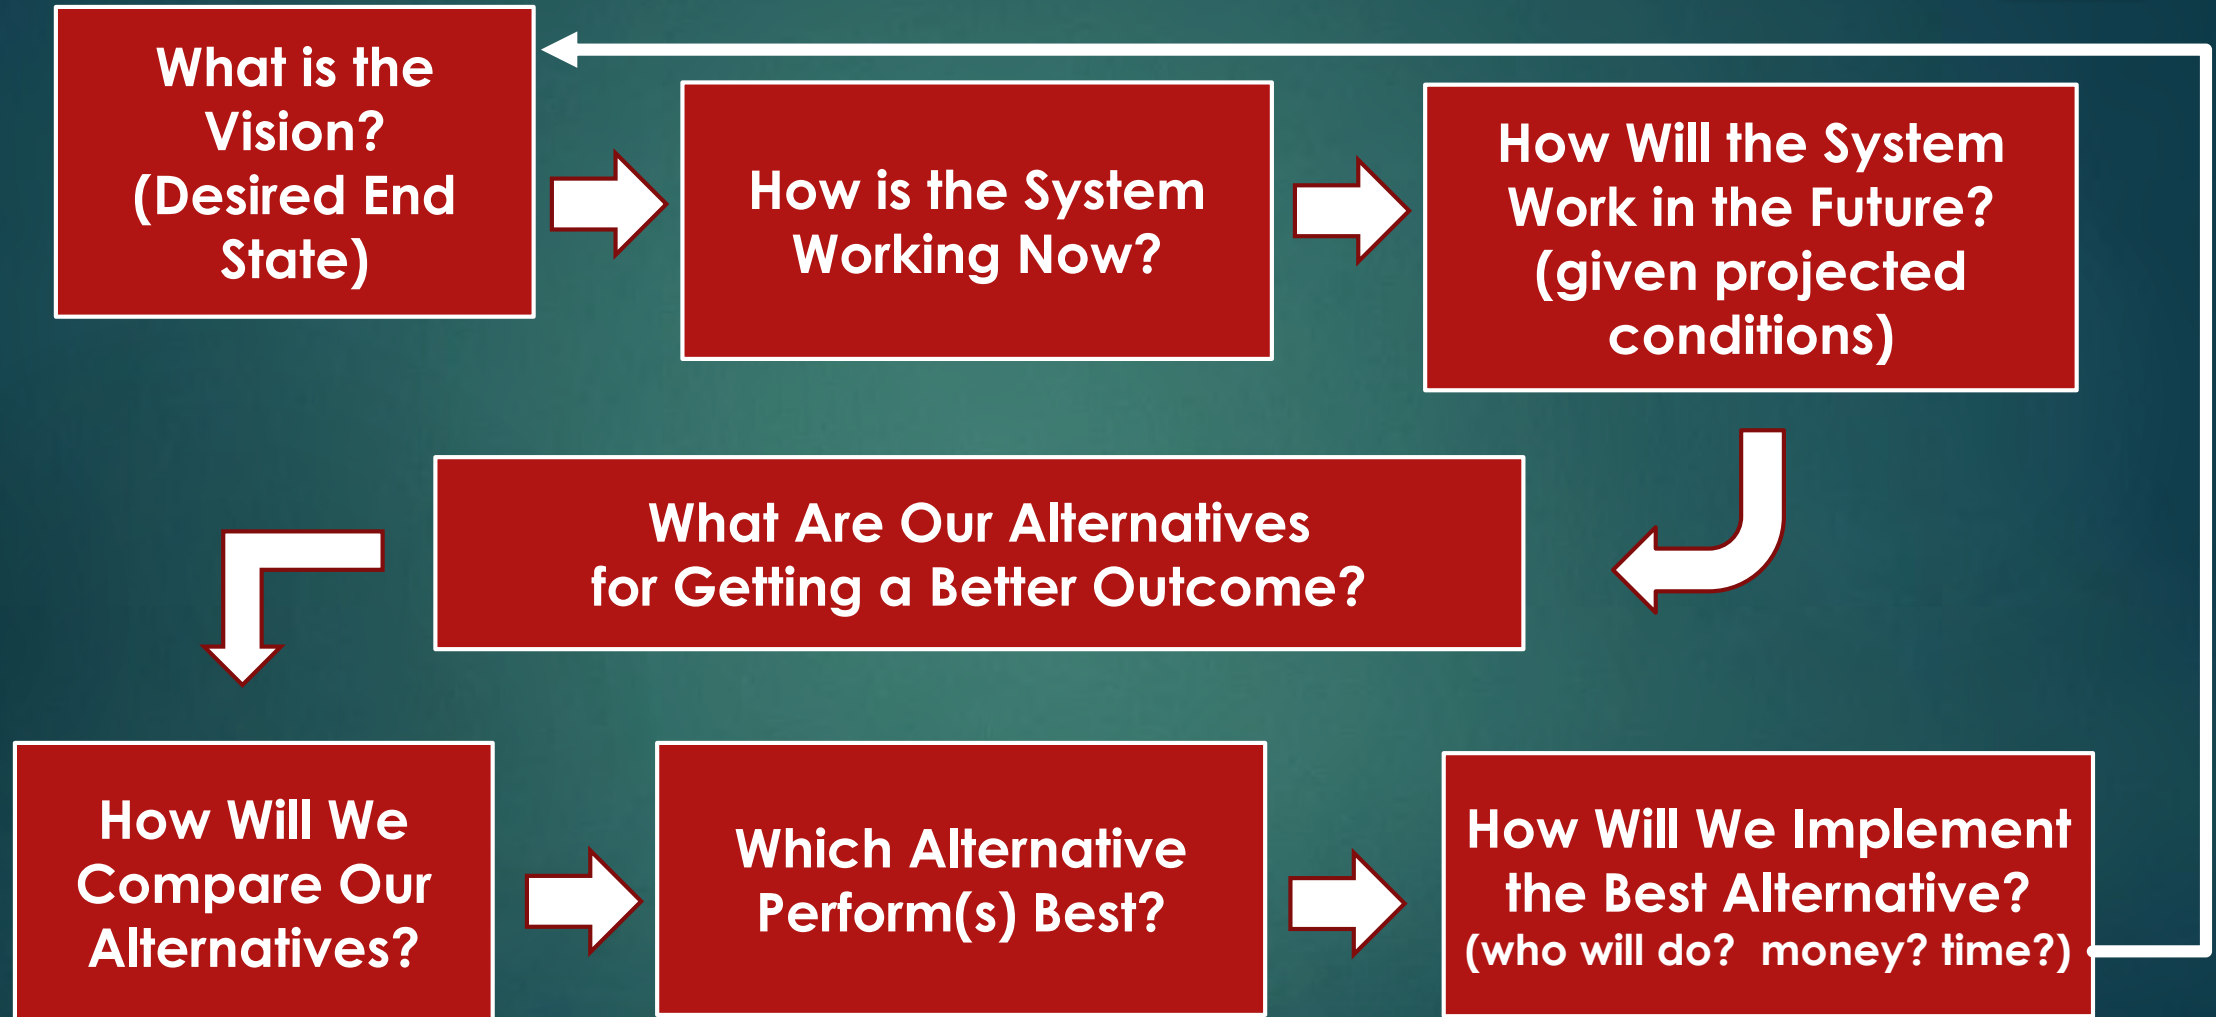 What is the
Vision?
(Desired End
State)
How is the System
Working Now?
How Will the System
Work in the Future?
(given projected
conditions)
What Are Our Alternatives
for Getting a Better Outcome?
How Will We
Compare Our
Alternatives?
Which Alternative
Perform(s) Best?
How Will We Implement
the Best Alternative?
(who will do?  money? time?)